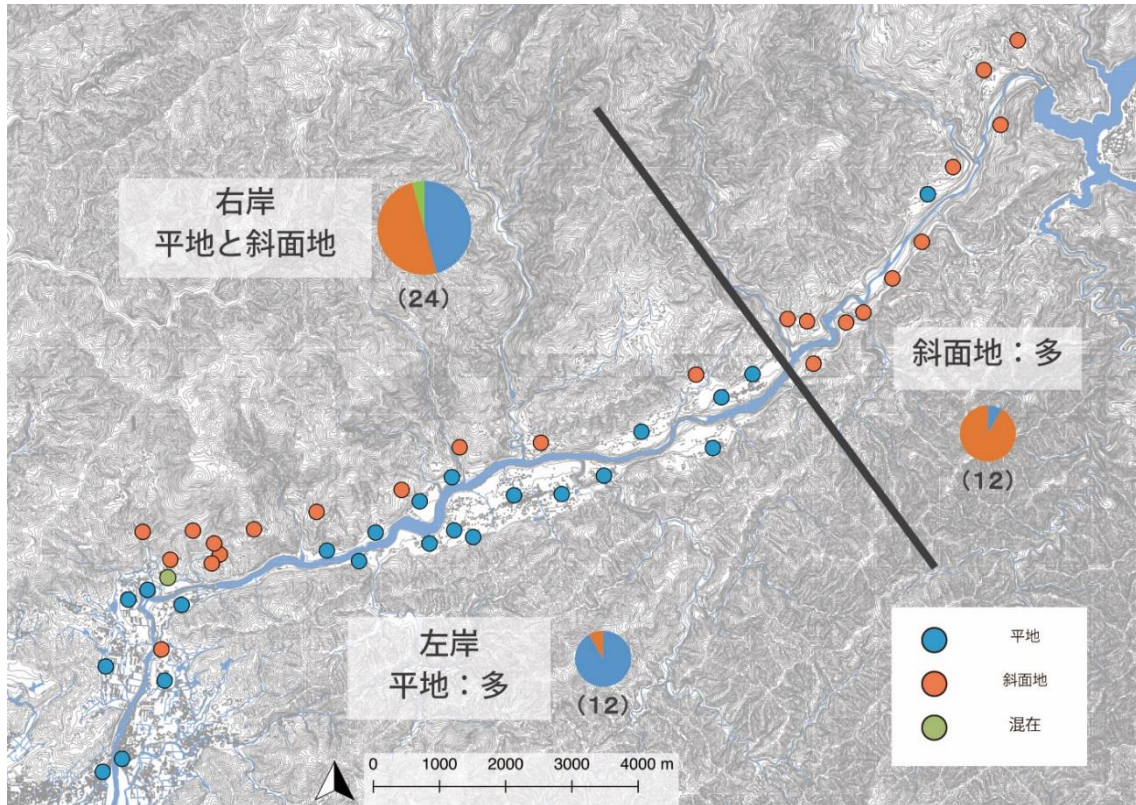 右岸
平地と斜面地
(24)
斜面地：多
(12)
左岸
平地：多
(12)
平地
斜面地
混在
0 1000 2000 3000 4000 m